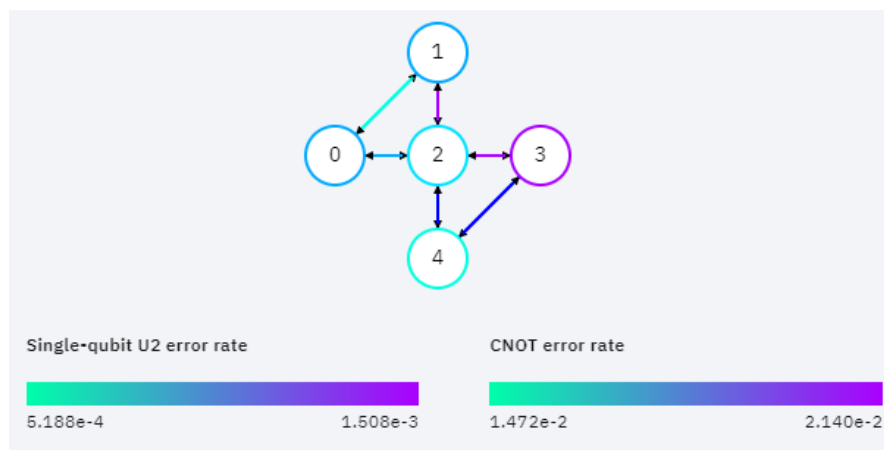 1
0 2 3
4
Single-qubit U2 error rate
5.188e-4 1.508e-3
CNOT error rate
1.472e-2 2.140e-2